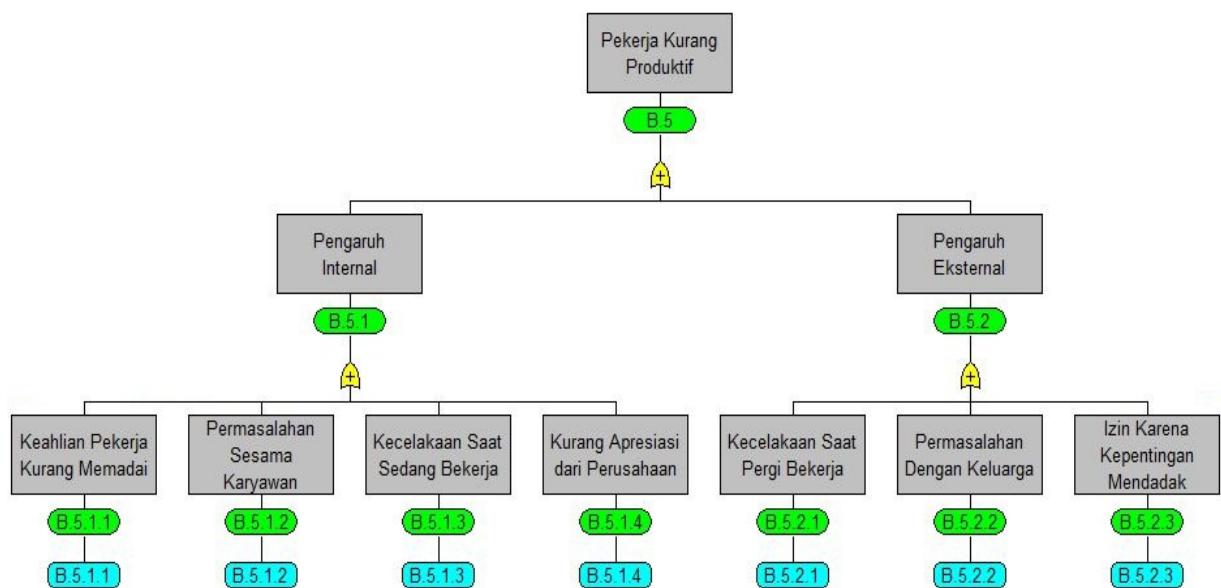 Pekerja Kurang
Produktif
B.5
+
Pengaruh
Internal
Pengaruh
Eksternal
B.5.1
B.5.2
+
+
Keahlian Pekerja
Kurang Memadai
Permasalahan
Sesama
Karyawan
Kecelakaan Saat
Sedang Bekerja
Kurang Apresiasi
dari Perusahaan
Kecelakaan Saat
Pergi Bekerja
Permasalahan
Dengan Keluarga
Izin Karena
Kepentingan
Mendadak
B.5.1.1
B.5.1.2
B.5.1.3
B.5.1.4
B.5.2.1
B.5.2.2
B.5.2.3
B.5.1.1
B.5.1.2
B.5.1.3
B.5.1.4
B.5.2.1
B.5.2.2
B.5.2.3